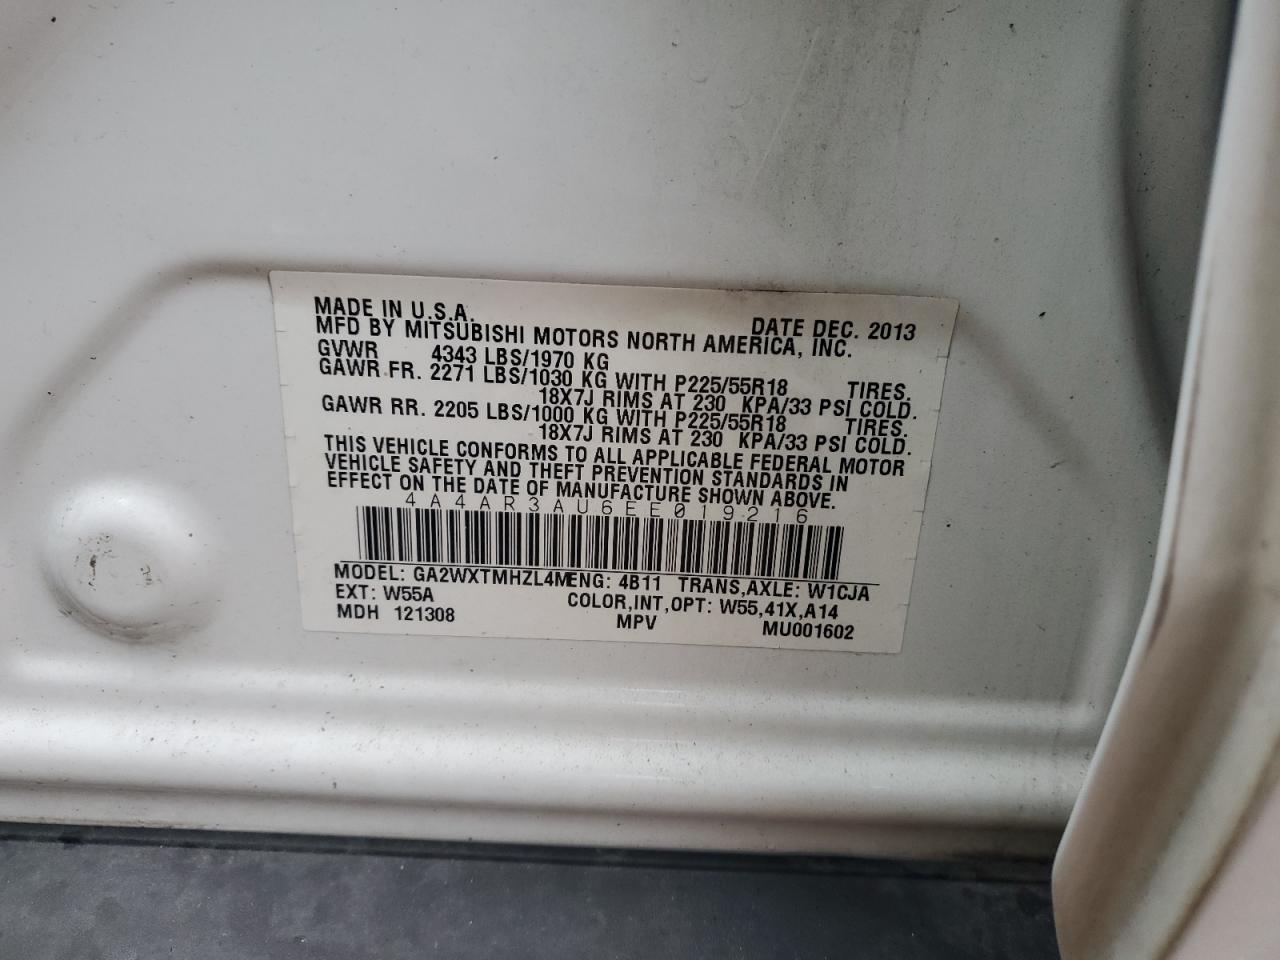 MADE IN U.S.A. DATE DEC. 2013
MFD BY MITSUBISHI MOTORS NORTH AMERICA, INC.
GVWR 4343 LBS/1970 KG
GAWR FR. 2271 LBS/1030 KG WITH P225/55R18 TIRES.
18X7J RIMS AT 230 KPA/33 PSI COLD.
GAWR RR. 2205 LBS/1000 KG WITH P225/55R18 TIRES.
18X7J RIMS AT 230 KPA/33 PSI COLD.
THIS VEHICLE CONFORMS TO ALL APPLICABLE FEDERAL MOTOR
VEHICLE SAFETY AND THEFT PREVENTION STANDARDS IN
EFFECT ON THE DATE OF MANUFACTURE SHOWN ABOVE.
4A4AR3AU6EE019216
MODEL: GA2WXTMHZL4M ENG: 4B11 TRANS,AXLE: W1CJA
EXT: W55A COLOR,INT,OPT: W55,41X,A14
MDH 121308 MPV MU001602